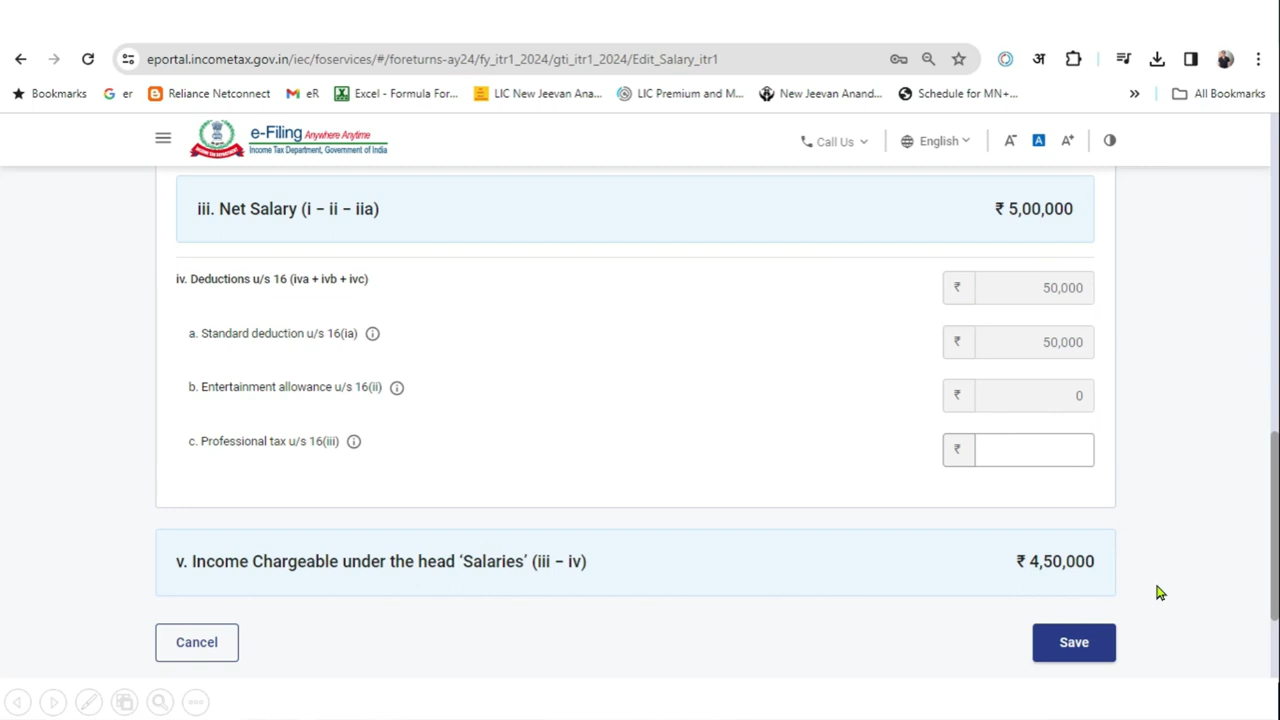 eportal.incometax.gov.in/iec/foservices/#/foreturns-ay24/fy_itr1_2024/gti_itr1_2024/Edit_Salary_itr1
अ
Bookmarks G er Reliance Netconnect eR Excel - Formula For... LIC New Jeevan Ana... LIC Premium and M... New Jeevan Anand... Schedule for MN+... » All Bookmarks
e-Filing Anywhere Anytime
Income Tax Department, Government of India
Call Us English A- A A+
iii. Net Salary (i − ii − iia) ₹ 5,00,000
iv. Deductions u/s 16 (iva + ivb + ivc) ₹ 50,000
a. Standard deduction u/s 16(ia) ₹ 50,000
b. Entertainment allowance u/s 16(ii) ₹ 0
c. Professional tax u/s 16(iii) ₹
v. Income Chargeable under the head ‘Salaries’ (iii − iv) ₹ 4,50,000
Cancel Save